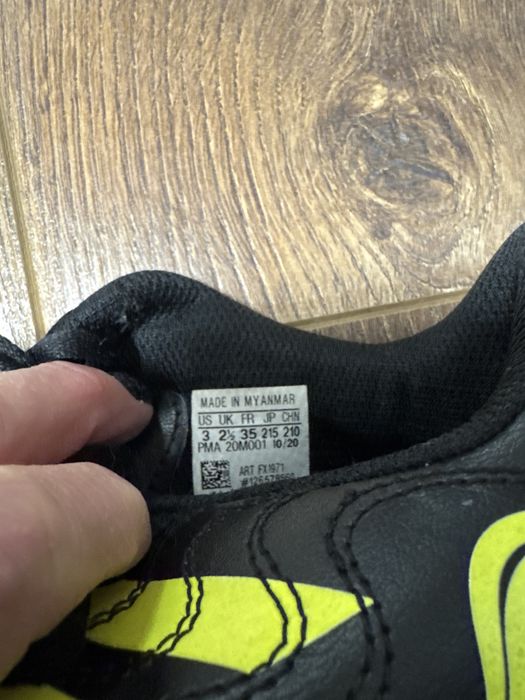 MADE IN MYANMAR
US UK FR JP CHN
3 2½ 35 215 210
PMA 20M001 10/20
ART FX1971